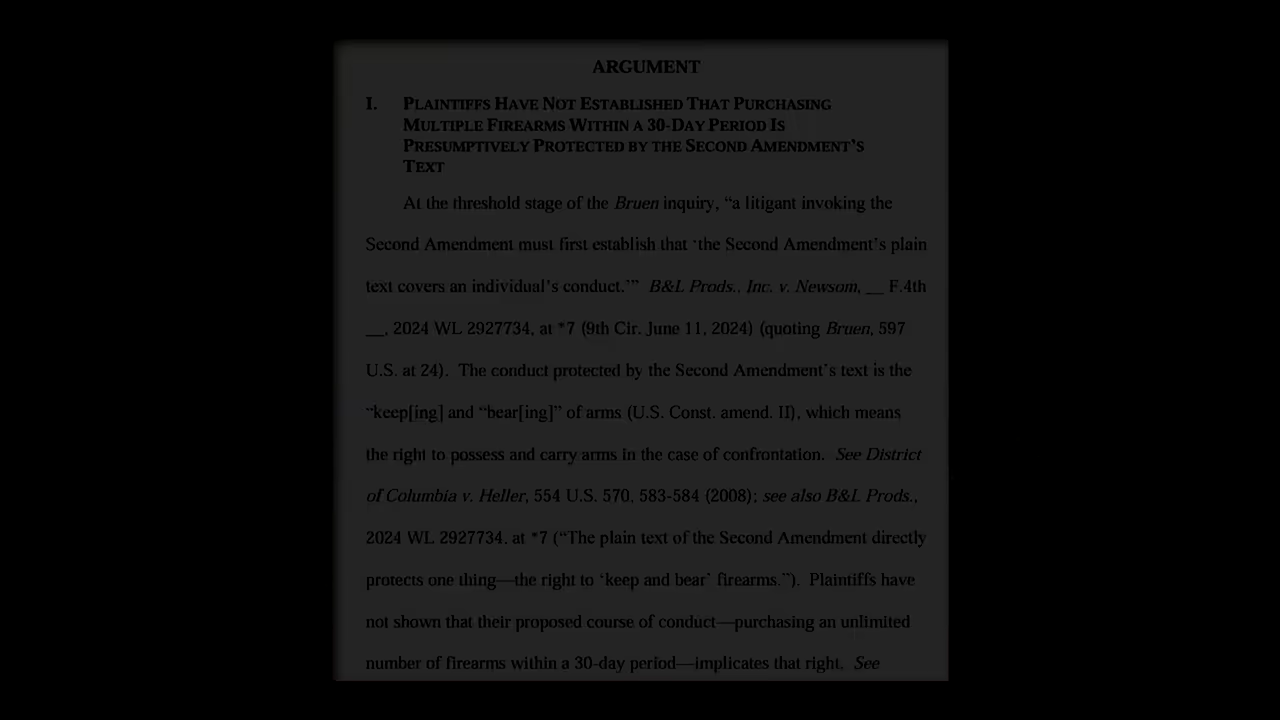 ARGUMENT
I. PLAINTIFFS HAVE NOT ESTABLISHED THAT PURCHASING
MULTIPLE FIREARMS WITHIN A 30-DAY PERIOD IS
PRESUMPTIVELY PROTECTED BY THE SECOND AMENDMENT'S
TEXT
At the threshold stage of the Bruen inquiry, “a litigant invoking the
Second Amendment must first establish that ‘the Second Amendment’s plain
text covers an individual’s conduct.’” B&L Prods., Inc. v. Newsom, __ F.4th
__, 2024 WL 2927734, at *7 (9th Cir. June 11, 2024) (quoting Bruen, 597
U.S. at 24). The conduct protected by the Second Amendment’s text is the
“keep[ing] and “bear[ing]” of arms (U.S. Const. amend. II), which means
the right to possess and carry arms in the case of confrontation. See District
of Columbia v. Heller, 554 U.S. 570, 583-584 (2008); see also B&L Prods.,
2024 WL 2927734, at *7 (“The plain text of the Second Amendment directly
protects one thing—the right to ‘keep and bear’ firearms.”). Plaintiffs have
not shown that their proposed course of conduct—purchasing an unlimited
number of firearms within a 30-day period—implicates that right. See